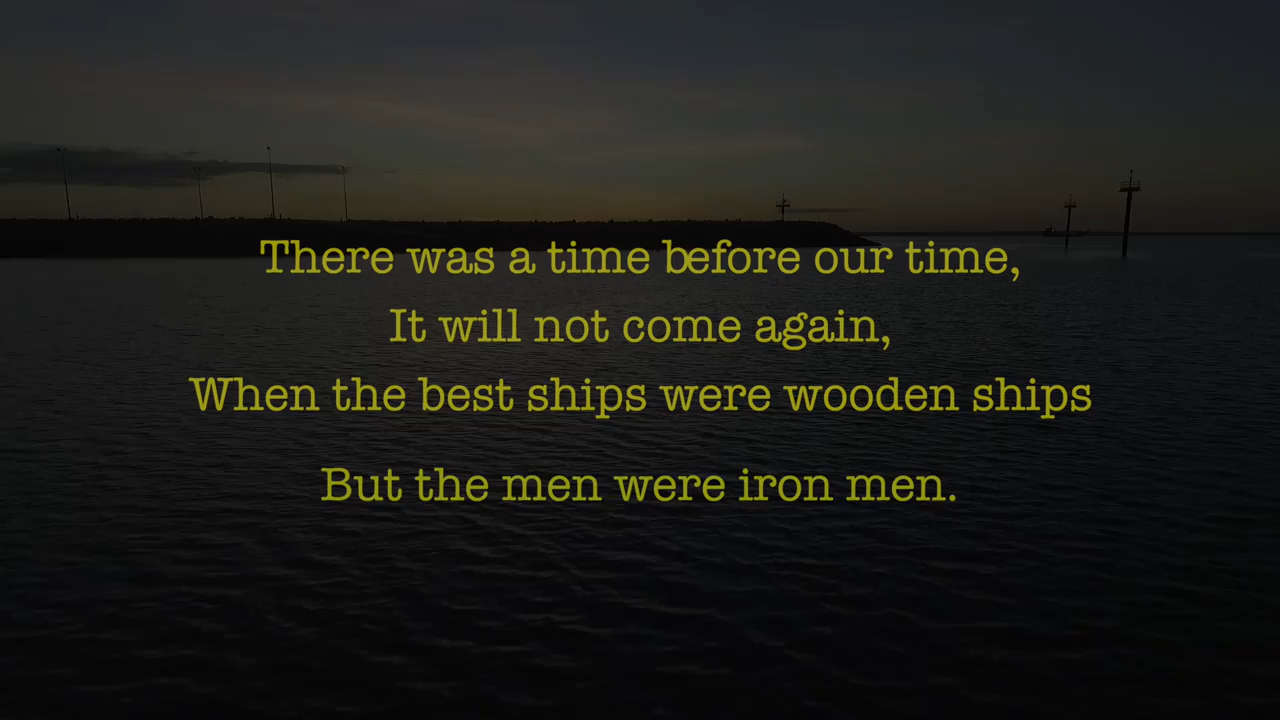 There was a time before our time,
It will not come again,
When the best ships were wooden ships
But the men were iron men.